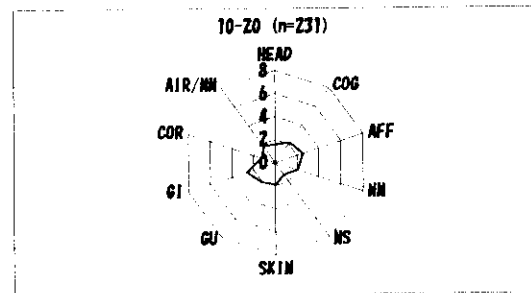 10-20 (n=231)
HEAD
8
COG
AIR/MM
6
4
COR
AFF
2
0
GI
MM
GU
NS
SKIN